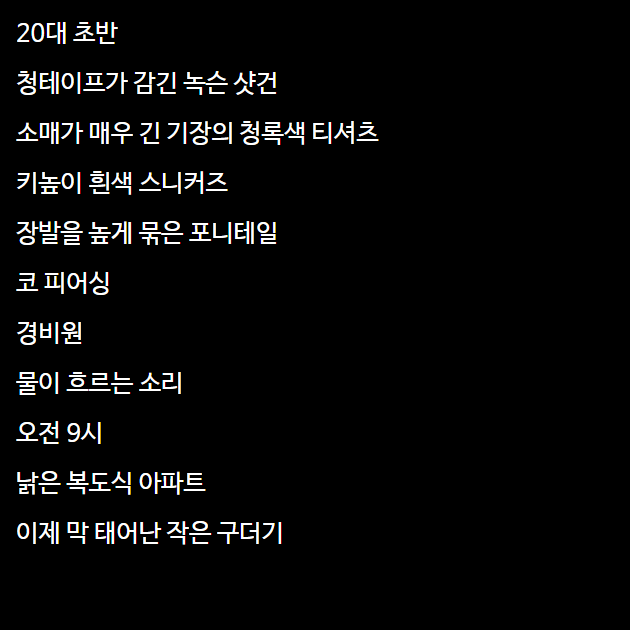 20대 초반
청테이프가 감긴 녹슨 샷건
소매가 매우 긴 기장의 청록색 티셔츠
키높이 흰색 스니커즈
장발을 높게 묶은 포니테일
코 피어싱
경비원
물이 흐르는 소리
오전 9시
낡은 복도식 아파트
이제 막 태어난 작은 구더기